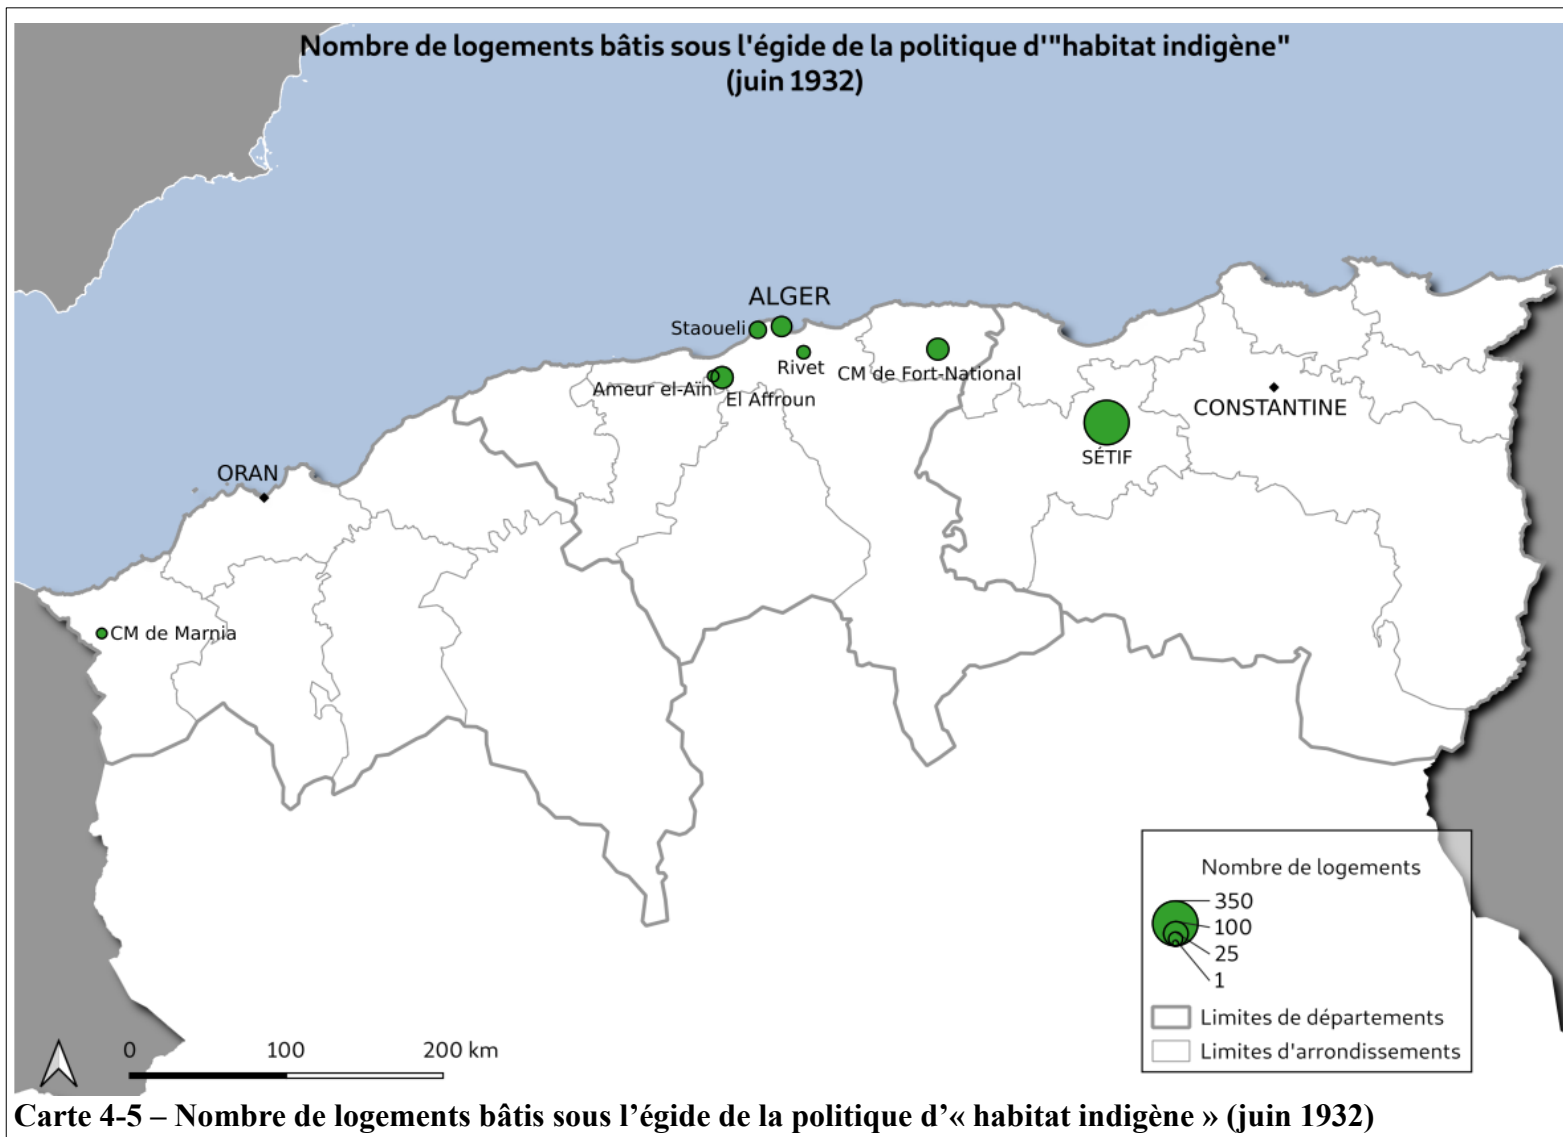 Nombre de logements bâtis sous l'égide de la politique d'"habitat indigène"
(juin 1932)
ALGER
Staoueli
Rivet
CM de Fort-National
Ameur el-Aïn
El Affroun
CONSTANTINE
SÉTIF
ORAN
CM de Marnia
Nombre de logements
350
100
25
1
Limites de départements
Limites d'arrondissements
0 100 200 km
Carte 4-5 – Nombre de logements bâtis sous l’égide de la politique d’« habitat indigène » (juin 1932)